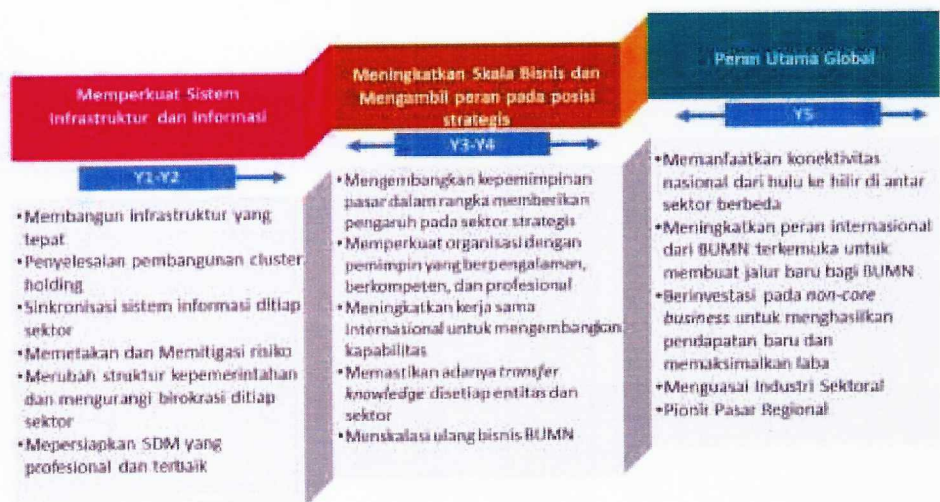 Memperkuat Sistem
Infrastruktur dan Informasi
Y1-Y2
•Membangun infrastruktur yang
tepat
•Penyelesaian pembangunan cluster
holding
•Sinkronisasi sistem informasi ditiap
sektor
•Memetakan dan Memitigasi risiko
•Merubah struktur kepemerintahan
dan mengurangi birokrasi ditiap
sektor
•Mepersiapkan SDM yang
profesional dan terbaik
Meningkatkan Skala Bisnis dan
Mengambil peran pada posisi
strategis
Y3-Y4
•Mengembangkan kepemimpinan
pasar dalam rangka memberikan
pengaruh pada sektor strategis
•Memperkuat organisasi dengan
pemimpin yang berpengalaman,
berkompeten, dan profesional
•Meningkatkan kerja sama
internasional untuk mengembangkan
kapabilitas
•Memastikan adanya transfer
knowledge disetiap entitas dan
sektor
•Menskalasi ulang bisnis BUMN
Peran Utama Global
Y5
•Memanfaatkan konektivitas
nasional dari hulu ke hilir di antar
sektor berbeda
•Meningkatkan peran internasional
dari BUMN terkemuka untuk
membuat jalur baru bagi BUMN
•Berinvestasi pada non-core
business untuk menghasilkan
pendapatan baru dan
memaksimalkan laba
•Menguasai Industri Sektoral
•Pionir Pasar Regional